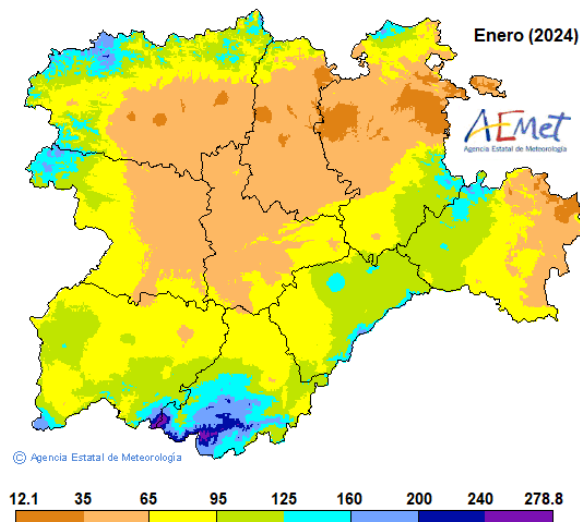 Enero (2024)
AEmet
Agencia Estatal de Meteorología
© Agencia Estatal de Meteorología
12.1 35 65 95 125 160 200 240 278.8